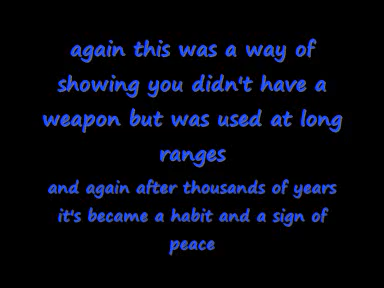 again this was a way of
showing you didn't have a
weapon but was used at long
ranges
and again after thousands of years
it's became a habit and a sign of
peace